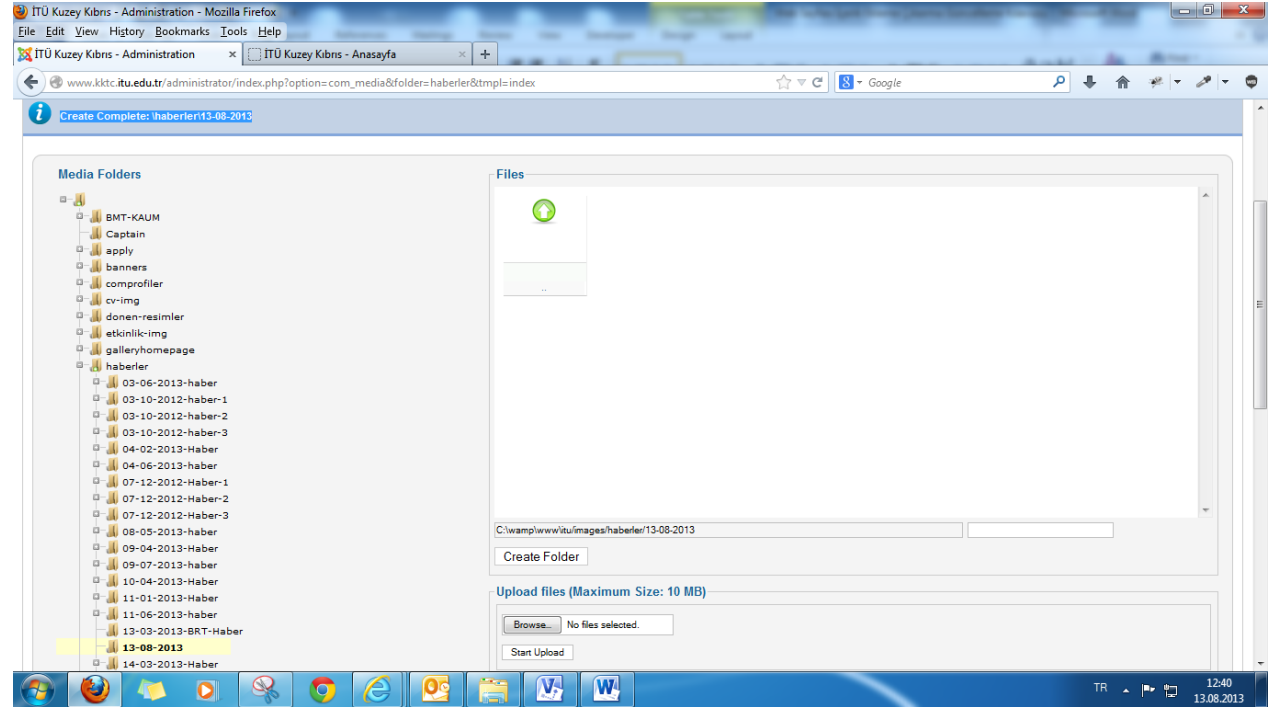 İTÜ Kuzey Kıbrıs - Administration - Mozilla Firefox
File Edit View History Bookmarks Tools Help
İTÜ Kuzey Kıbrıs - Administration × İTÜ Kuzey Kıbrıs - Anasayfa × +
www.kktc.itu.edu.tr/administrator/index.php?option=com_media&folder=haberler&tmpl=index
Google
Create Complete: \haberler\13-08-2013
Media Folders
BMT-KAUM
Captain
apply
banners
comprofiler
cv-img
donen-resimler
etkinlik-img
galleryhomepage
haberler
03-06-2013-haber
03-10-2012-haber-1
03-10-2012-haber-2
03-10-2012-haber-3
04-02-2013-Haber
04-06-2013-haber
07-12-2012-Haber-1
07-12-2012-Haber-2
07-12-2012-Haber-3
08-05-2013-haber
09-04-2013-Haber
09-07-2013-haber
10-04-2013-Haber
11-01-2013-Haber
11-06-2013-haber
13-03-2013-BRT-Haber
13-08-2013
14-03-2013-Haber
Files
..
C:\wamp\www\itu/images/haberler/13-08-2013
Create Folder
Upload files (Maximum Size: 10 MB)
Browse... No files selected.
Start Upload
TR
12:40
13.08.2013